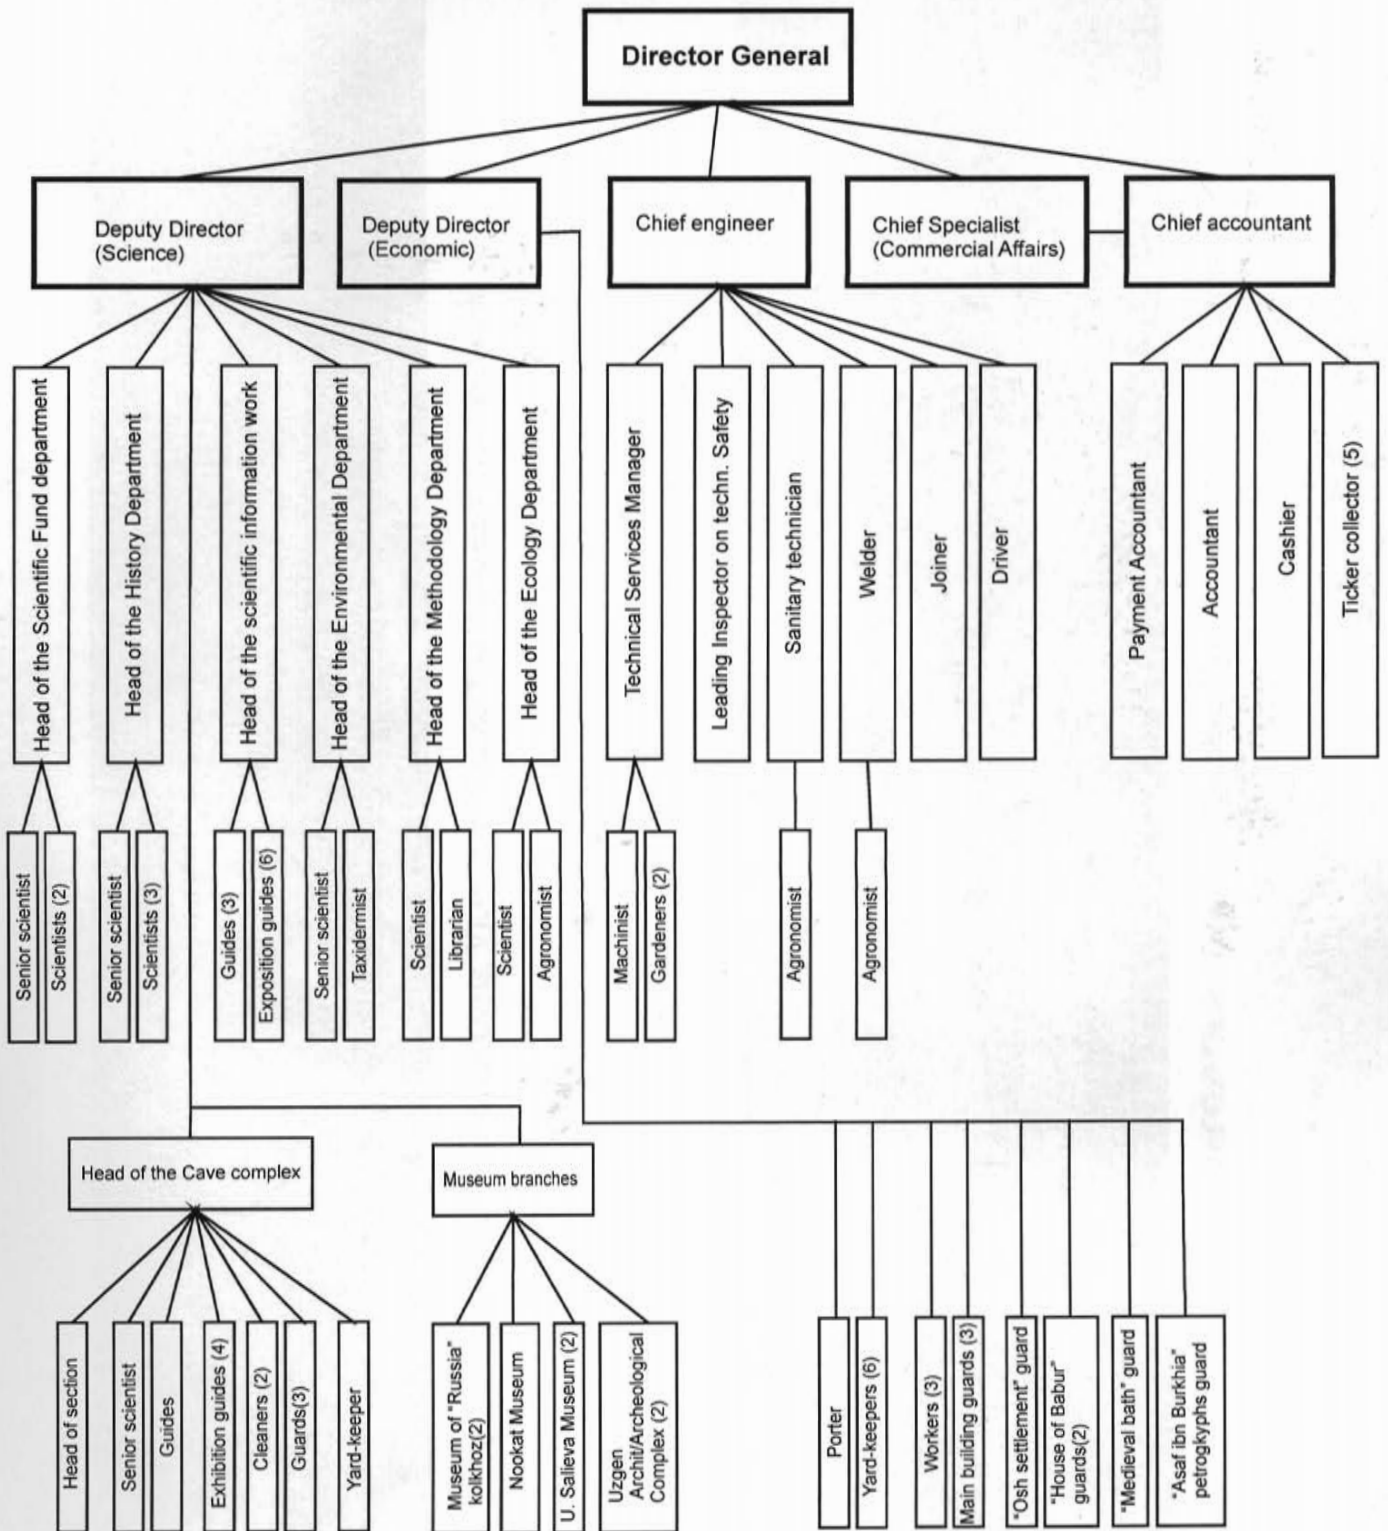 Director General
Deputy Director
(Science)
Deputy Director
(Economic)
Chief engineer
Chief Specialist
(Commercial Affairs)
Chief accountant
Head of the Scientific Fund department
Head of the History Department
Head of the scientific information work
Head of the Environmental Department
Head of the Methodology Department
Head of the Ecology Department
Technical Services Manager
Leading Inspector on techn. Safety
Sanitary technician
Welder
Joiner
Driver
Payment Accountant
Accountant
Cashier
Ticker collector (5)
Senior scientist
Scientists (2)
Senior scientist
Scientists (3)
Guides (3)
Exposition guides (6)
Senior scientist
Taxidermist
Scientist
Librarian
Scientist
Agronomist
Machinist
Gardeners (2)
Agronomist
Agronomist
Head of the Cave complex
Museum branches
Head of section
Senior scientist
Guides
Exhibition guides (4)
Cleaners (2)
Guards(3)
Yard-keeper
Museum of "Russia"
kolkhoz(2)
Nookat Museum
U. Salieva Museum (2)
Uzgen
Archit/Archeological
Complex (2)
Porter
Yard-keepers (6)
Workers (3)
Main building guards (3)
"Osh settlement" guard
"House of Babur"
guards(2)
"Medieval bath" guard
"Asaf ibn Burkhia"
petrogkyphs guard